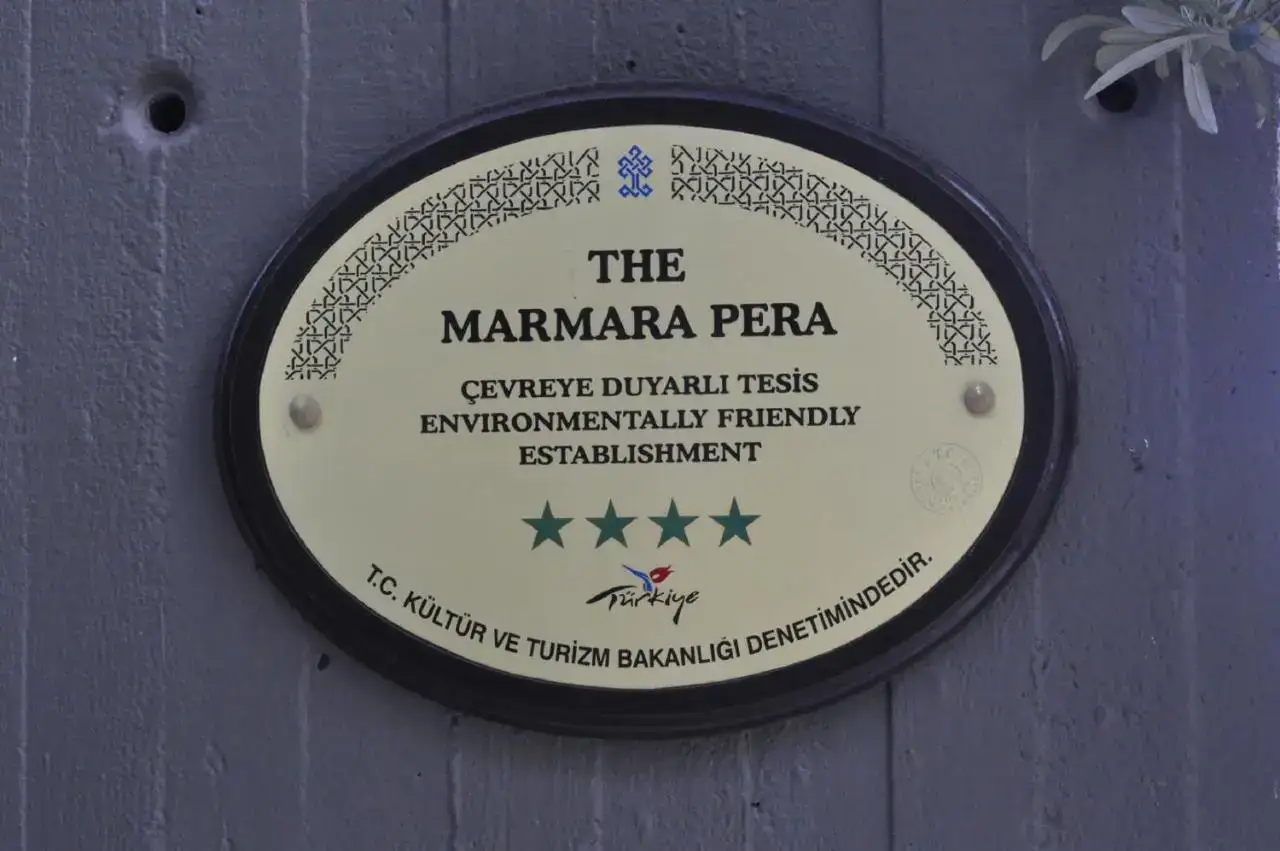 THE
MARMARA PERA
ÇEVREYE DUYARLI TESİS
ENVIRONMENTALLY FRIENDLY
ESTABLISHMENT
Türkiye
T.C. KÜLTÜR VE TURİZM BAKANLIĞI DENETİMİNDEDİR.